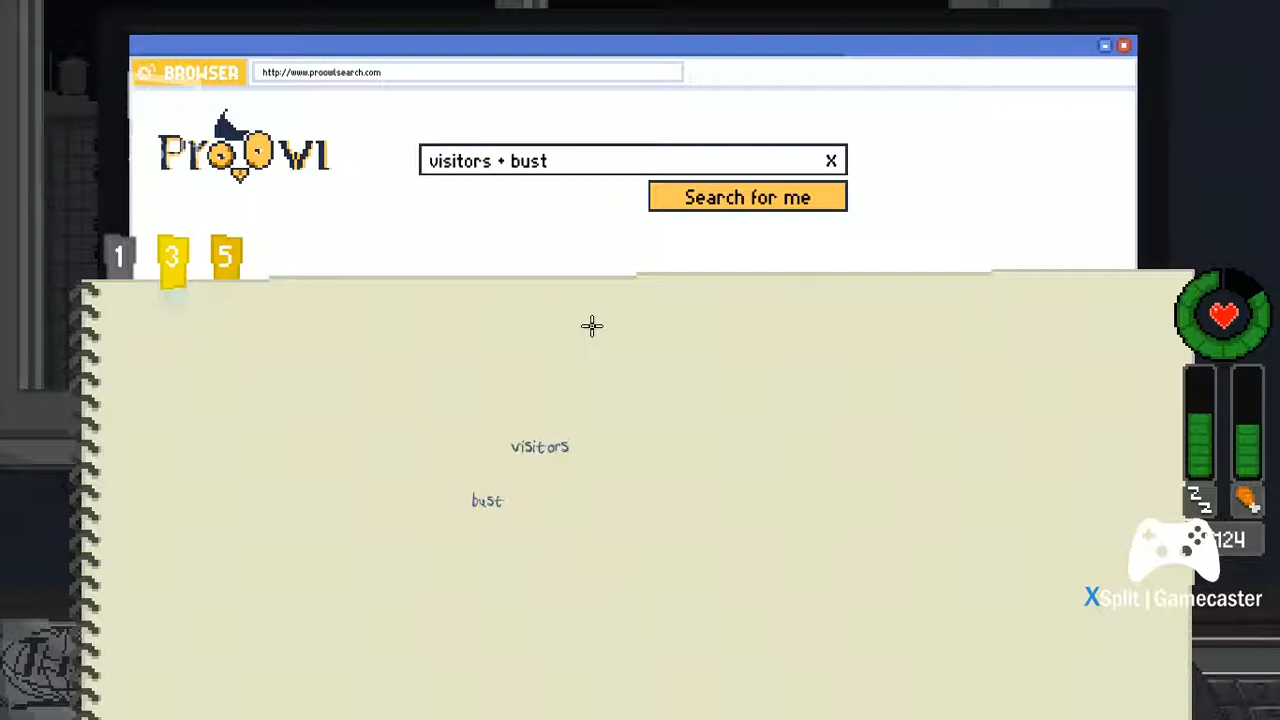 BROWSER
http://www.proowlsearch.com
PrOOwl
visitors + bust
X
Search for me
1
3
5
visitors
bust
124
XSplit | Gamecaster